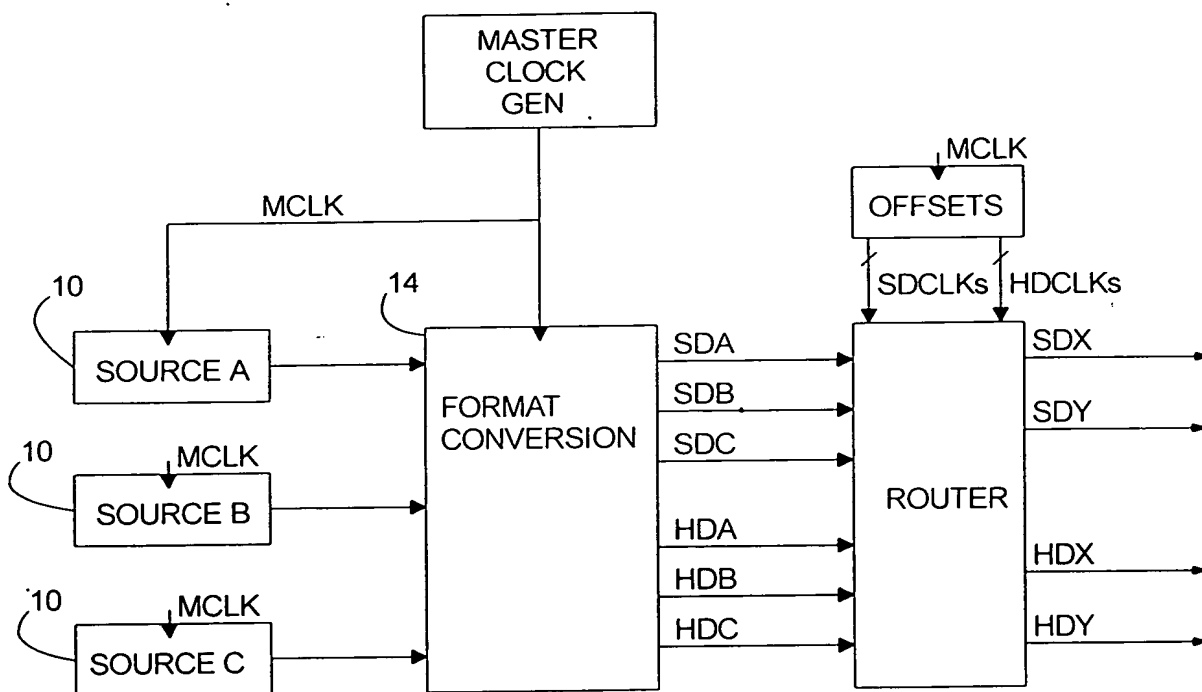 MASTER
CLOCK
GEN
MCLK
MCLK
OFFSETS
SDCLKs
HDCLKs
10
SOURCE A
14
FORMAT
CONVERSION
SDA
SDB
SDC
HDA
HDB
HDC
10
MCLK
SOURCE B
10
MCLK
SOURCE C
ROUTER
SDX
SDY
HDX
HDY